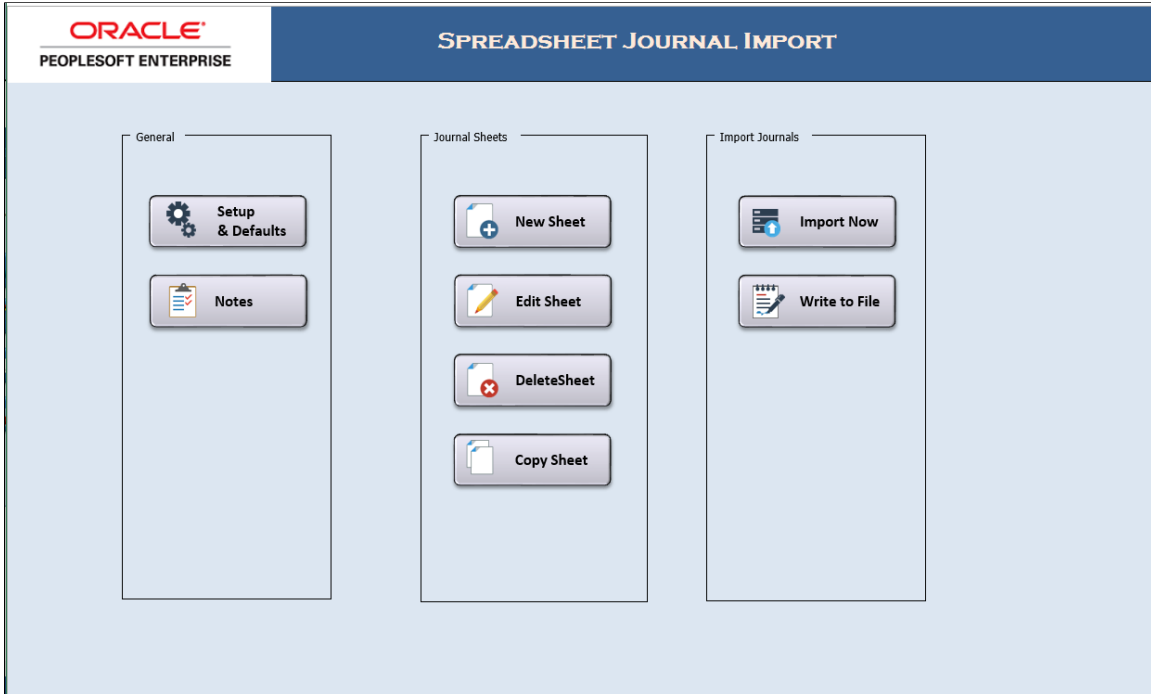 ORACLE
PEOPLESOFT ENTERPRISE
SPREADSHEET JOURNAL IMPORT
General
Setup
& Defaults
Notes
Journal Sheets
New Sheet
Edit Sheet
DeleteSheet
Copy Sheet
Import Journals
Import Now
Write to File